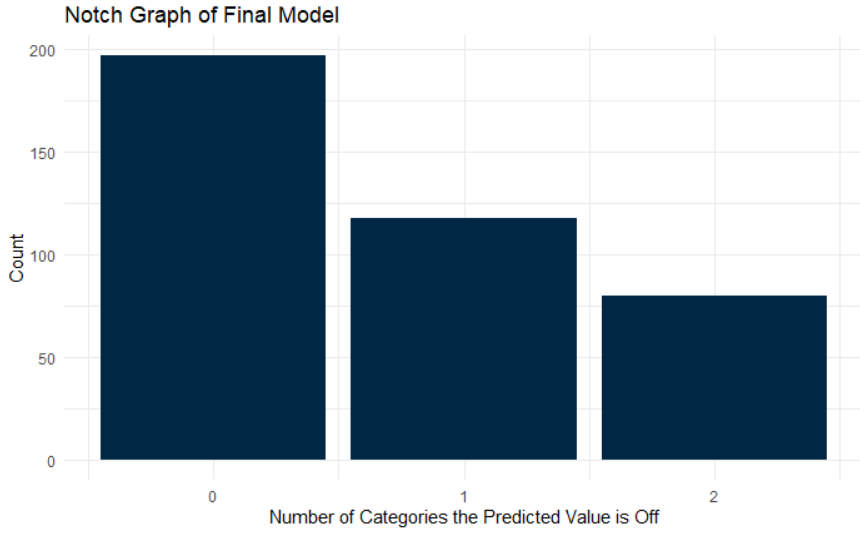 Notch Graph of Final Model
200
150
100
50
0
Count
0 1 2
Number of Categories the Predicted Value is Off